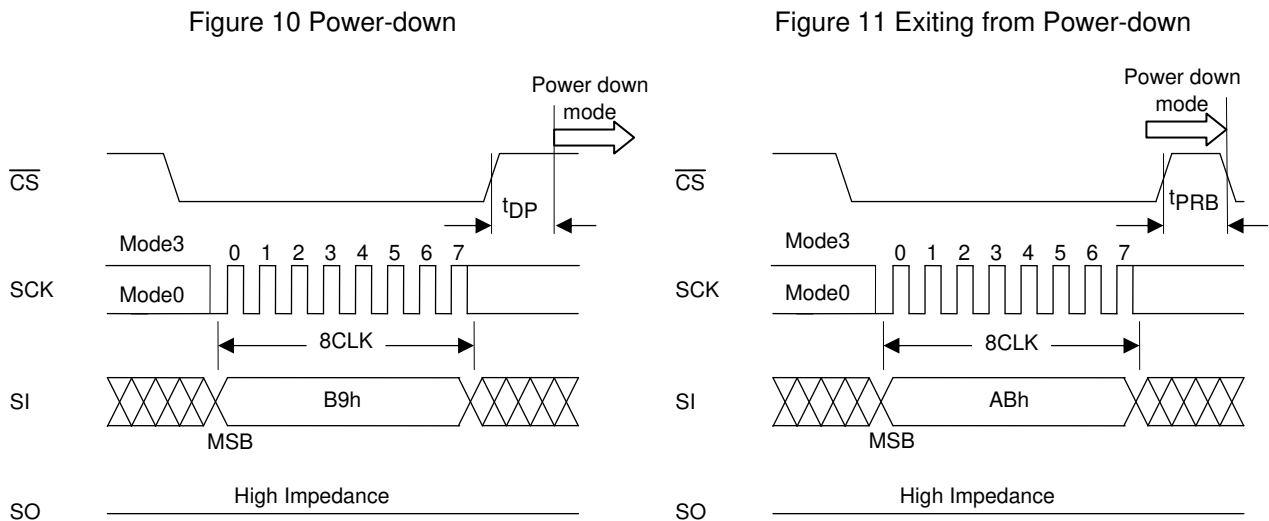 Figure 10 Power-down
Power down
mode
CS
tDP
Mode3
0 1 2 3 4 5 6 7
SCK
Mode0
8CLK
SI
B9h
MSB
High Impedance
SO
Figure 11 Exiting from Power-down
Power down
mode
CS
tPRB
Mode3
0 1 2 3 4 5 6 7
SCK
Mode0
8CLK
SI
ABh
MSB
High Impedance
SO